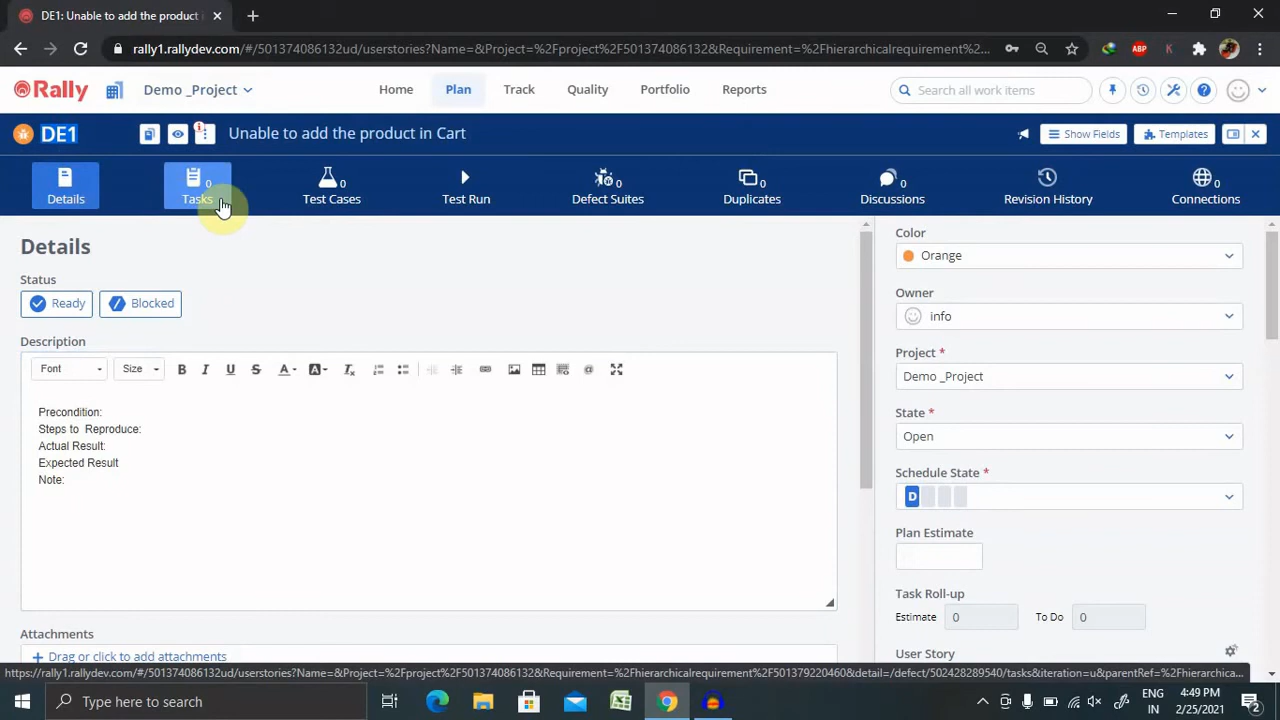 DE1: Unable to add the product
rally1.rallydev.com/#/501374086132ud/userstories?Name=&Project=%2Fproject%2F501374086132&Requirement=%2Fhierarchicalrequirement%2...
ABP
K
Rally
Demo _Project
Home
Plan
Track
Quality
Portfolio
Reports
Search all work items
DE1
Unable to add the product in Cart
Show Fields
Templates
Details
0
Tasks
0
Test Cases
Test Run
0
Defect Suites
0
Duplicates
0
Discussions
Revision History
0
Connections
Details
Status
Ready
Blocked
Description
Font
Size
B
I
U
S
A
A
@
Precondition:
Steps to Reproduce:
Actual Result:
Expected Result
Note:
Attachments
+ Drag or click to add attachments
Color
Orange
Owner
info
Project *
Demo _Project
State *
Open
Schedule State *
D
Plan Estimate
Task Roll-up
Estimate
0
To Do
0
User Story
https://rally1.rallydev.com/#/501374086132ud/userstories?Name=&Project=%2Fproject%2F501374086132&Requirement=%2Fhierarchicalrequirement%2F501379220460&detail=/defect/502428289540/tasks&iteration=u&parentRef=%2Fhierarchica...
Type here to search
ENG
IN
4:49 PM
2/25/2021
2